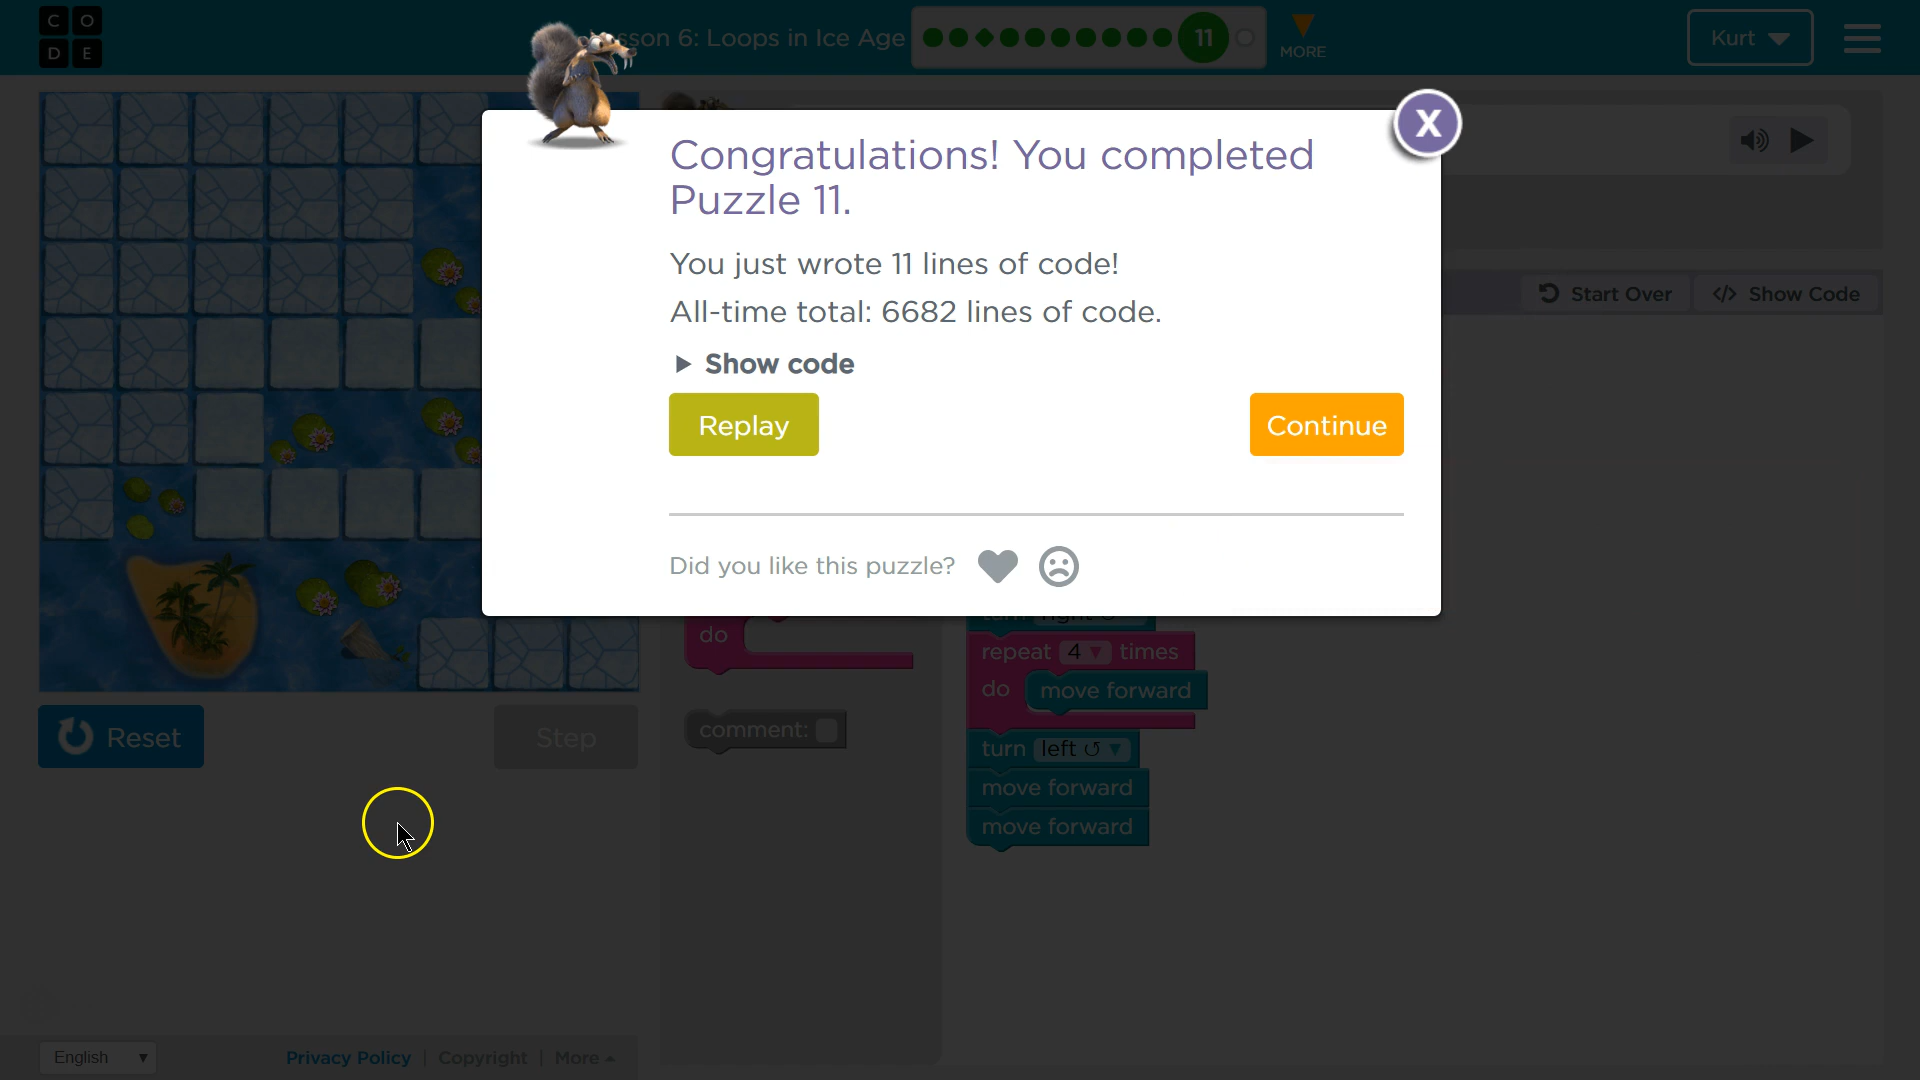 C O
D E
sson 6: Loops in Ice Age
11
MORE
Kurt
X
Congratulations! You completed
Puzzle 11.
You just wrote 11 lines of code!
All-time total: 6682 lines of code.
Show code
Replay
Continue
Did you like this puzzle?
Start Over
</> Show Code
do
comment:
turn right
repeat 4 times
do move forward
turn left
move forward
move forward
Reset
Step
English
Privacy Policy | Copyright | More